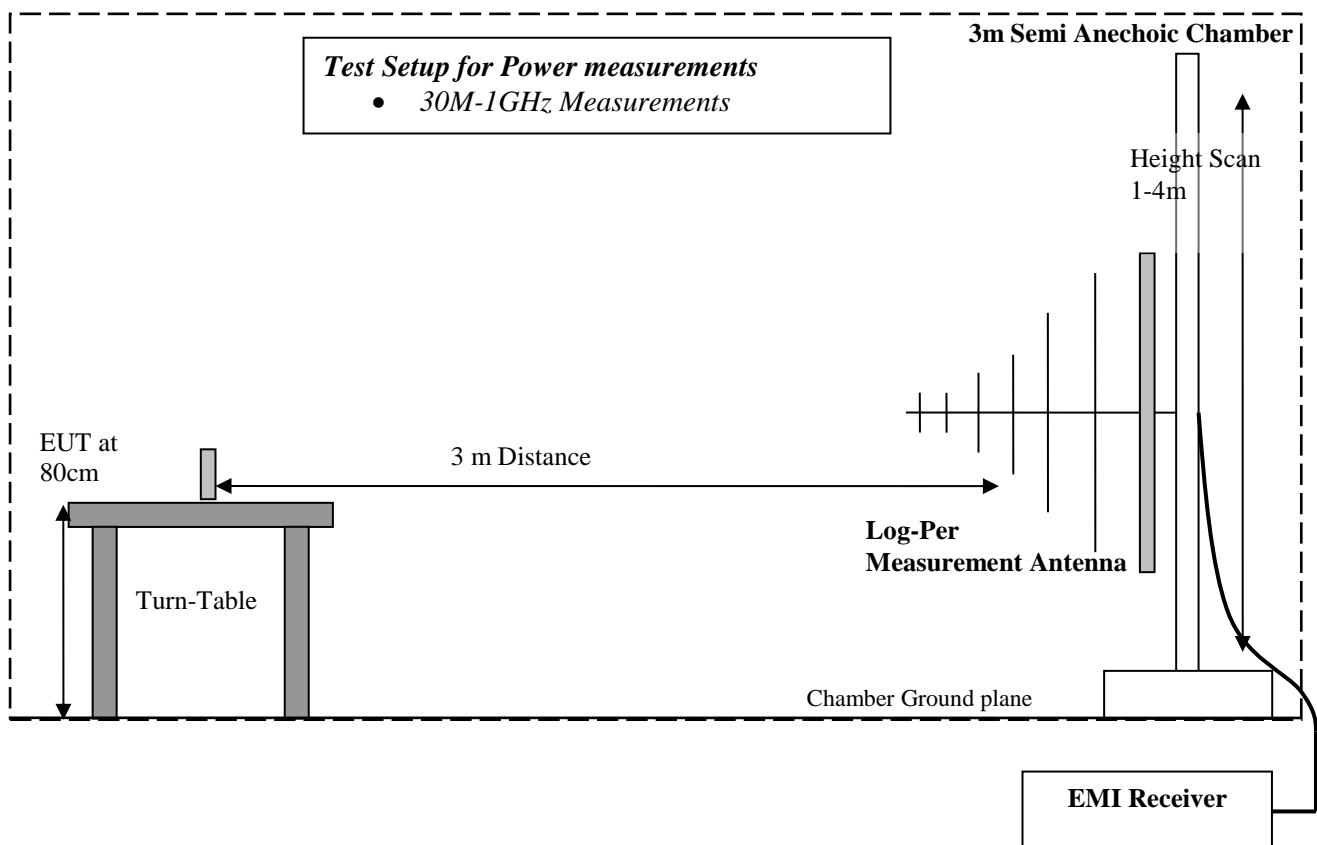 3m Semi Anechoic Chamber
Test Setup for Power measurements
• 30M-1GHz Measurements
Height Scan
1-4m
EUT at
80cm
3 m Distance
Log-Per
Measurement Antenna
Turn-Table
Chamber Ground plane
EMI Receiver